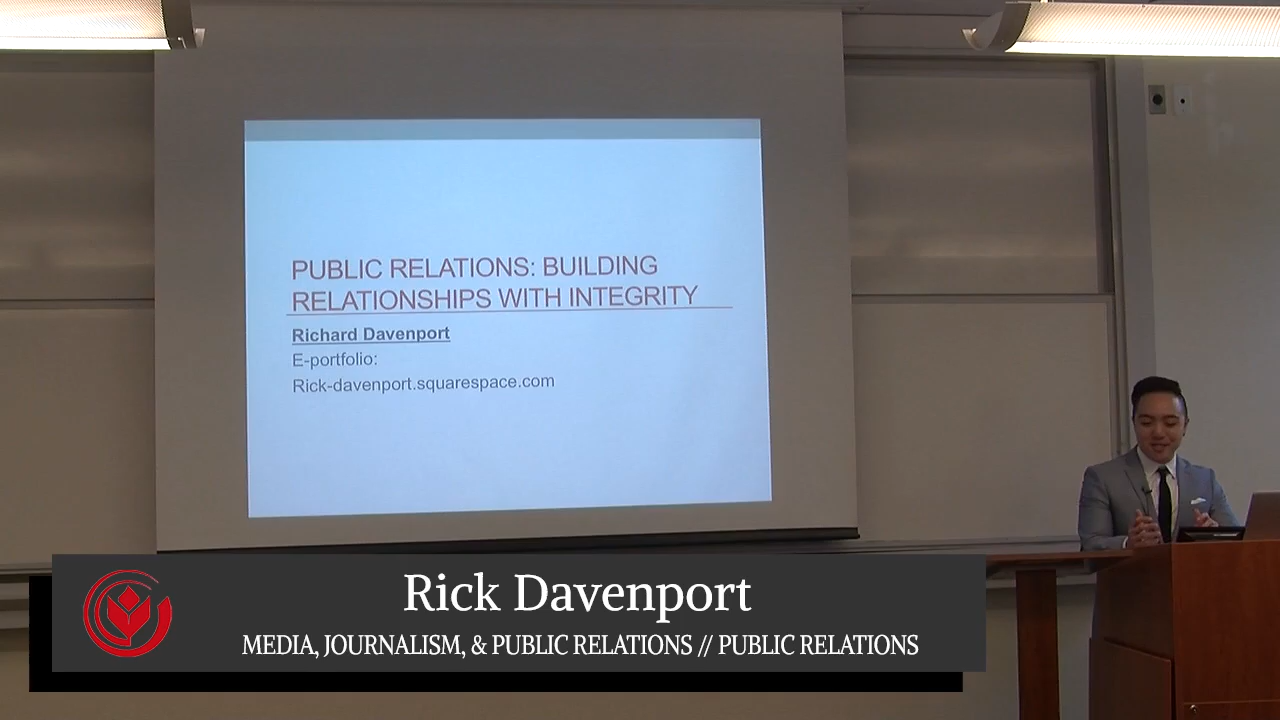 PUBLIC RELATIONS: BUILDING
RELATIONSHIPS WITH INTEGRITY
Richard Davenport
E-portfolio:
Rick-davenport.squarespace.com
Rick Davenport
MEDIA, JOURNALISM, & PUBLIC RELATIONS // PUBLIC RELATIONS